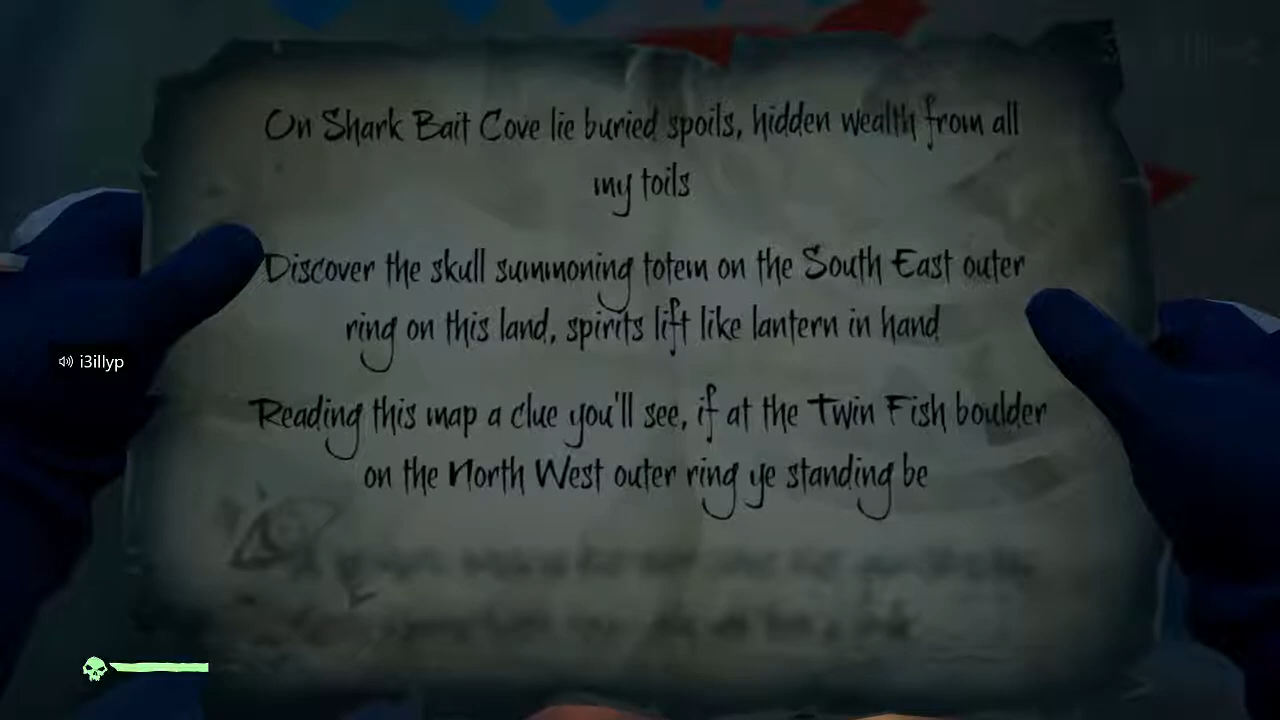 On Shark Bait Cove lie buried spoils, hidden wealth from all
my toils
Discover the skull summoning totem on the South East outer
ring on this land, spirits lift like lantern in hand
i3illyp
Reading this map a clue you'll see, if at the Twin Fish boulder
on the North West outer ring ye standing be